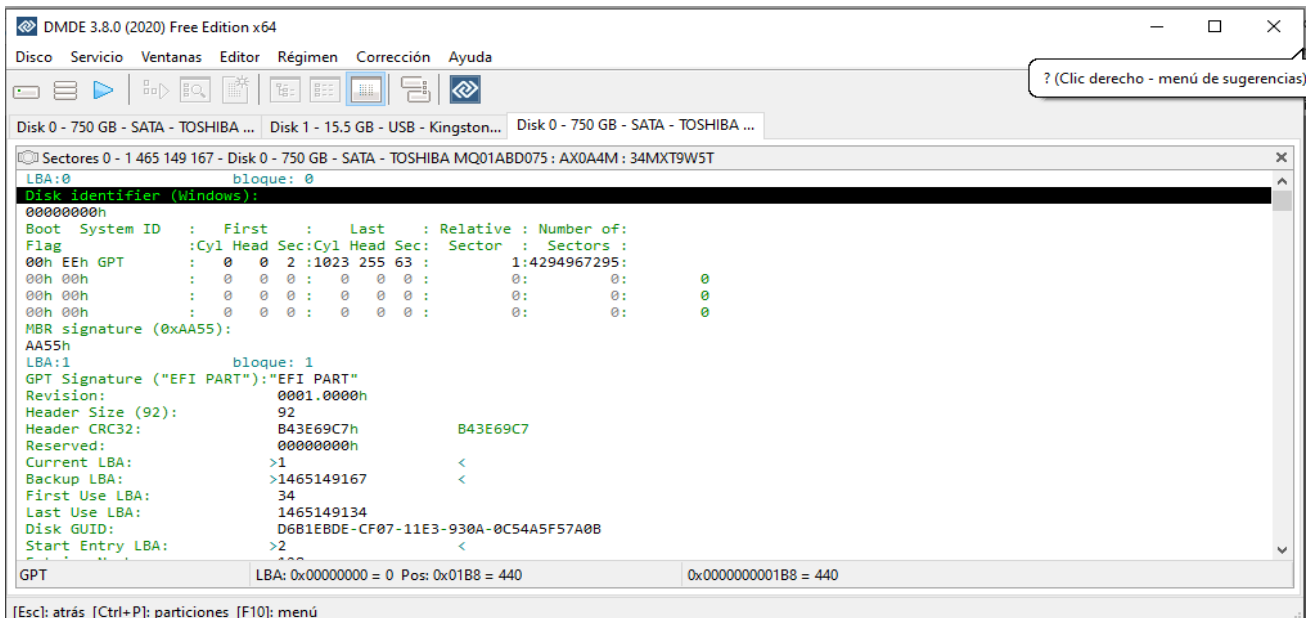 DMDE 3.8.0 (2020) Free Edition x64
Disco Servicio Ventanas Editor Régimen Corrección Ayuda
? (Clic derecho - menú de sugerencias)
Disk 0 - 750 GB - SATA - TOSHIBA ... Disk 1 - 15.5 GB - USB - Kingston... Disk 0 - 750 GB - SATA - TOSHIBA ...
Sectores 0 - 1 465 149 167 - Disk 0 - 750 GB - SATA - TOSHIBA MQ01ABD075 : AX0A4M : 34MXT9W5T
LBA:0 bloque: 0
Disk identifier (Windows):
00000000h
Boot System ID : First : Last : Relative : Number of:
Flag :Cyl Head Sec:Cyl Head Sec: Sector : Sectors :
00h EEh GPT : 0 0 2 :1023 255 63 : 1:4294967295:
00h 00h : 0 0 0 : 0 0 0 : 0: 0: 0
00h 00h : 0 0 0 : 0 0 0 : 0: 0: 0
00h 00h : 0 0 0 : 0 0 0 : 0: 0: 0
MBR signature (0xAA55):
AA55h
LBA:1 bloque: 1
GPT Signature ("EFI PART"):"EFI PART"
Revision: 0001.0000h
Header Size (92): 92
Header CRC32: B43E69C7h B43E69C7
Reserved: 00000000h
Current LBA: >1 <
Backup LBA: >1465149167 <
First Use LBA: 34
Last Use LBA: 1465149134
Disk GUID: D6B1EBDE-CF07-11E3-930A-0C54A5F57A0B
Start Entry LBA: >2 <
GPT LBA: 0x00000000 = 0 Pos: 0x01B8 = 440 0x0000000001B8 = 440
[Esc]: atrás [Ctrl+P]: particiones [F10]: menú